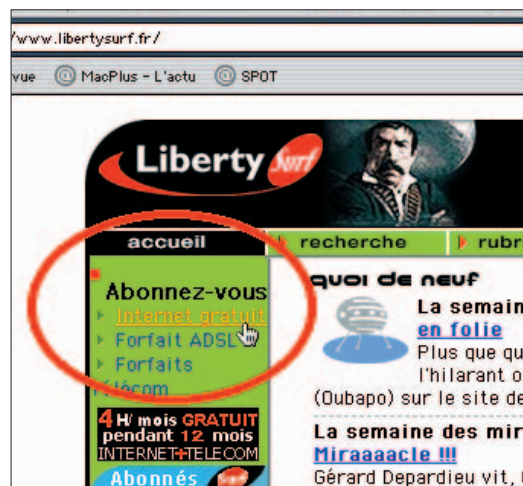 /www.libertysurf.fr/
vue MacPlus - L'actu SPOT
Liberty Surf
accueil recherche rubr
Abonnez-vous
Internet gratuit
Forfait ADSL
Forfaits
Télécom
4 H/ mois GRATUIT
pendant 12 mois
INTERNET+TELECOM
Abonnés
quoi de neuf
La semain
en folie
Plus que qu
l'hilarant o
(Oubapo) sur le site de
La semaine des mir
Miraaaacle !!!
Gérard Depardieu vit,